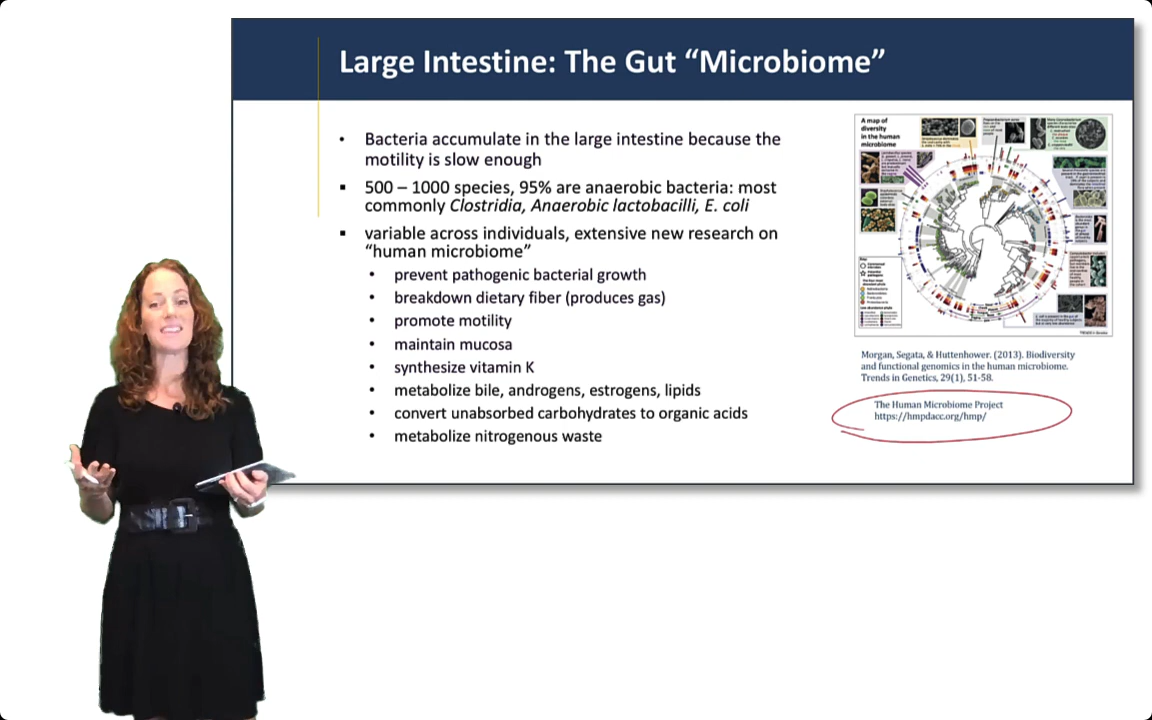 Large Intestine: The Gut “Microbiome”
• Bacteria accumulate in the large intestine because the
motility is slow enough
▪ 500 – 1000 species, 95% are anaerobic bacteria: most
commonly Clostridia, Anaerobic lactobacilli, E. coli
▪ variable across individuals, extensive new research on
“human microbiome”
• prevent pathogenic bacterial growth
• breakdown dietary fiber (produces gas)
• promote motility
• maintain mucosa
• synthesize vitamin K
• metabolize bile, androgens, estrogens, lipids
• convert unabsorbed carbohydrates to organic acids
• metabolize nitrogenous waste
A map of
diversity
in the human
microbiome
Morgan, Segata, & Huttenhower. (2013). Biodiversity
and functional genomics in the human microbiome.
Trends in Genetics, 29(1), 51-58.
The Human Microbiome Project
https://hmpdacc.org/hmp/